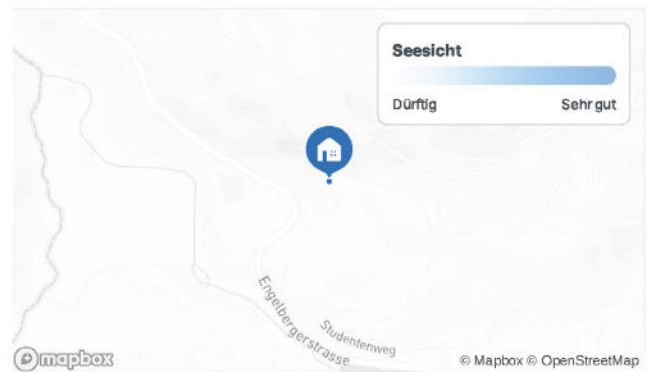 Seesicht
Dürftig Sehr gut
Engelbergerstrasse
Studentenweg
mapbox
© Mapbox © OpenStreetMap